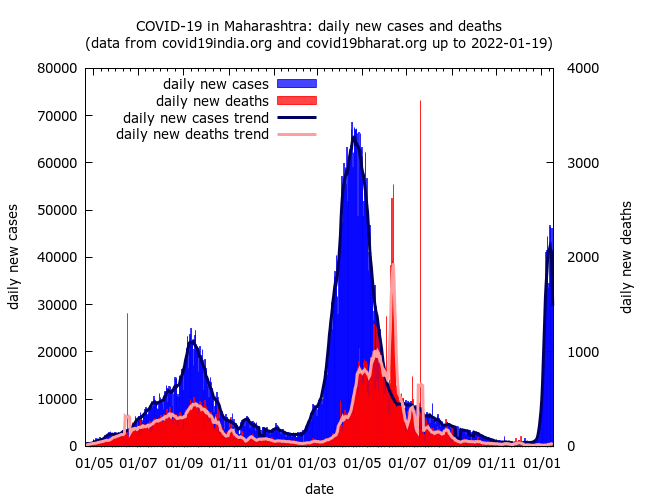 COVID-19 in Maharashtra: daily new cases and deaths
(data from covid19india.org and covid19bharat.org up to 2022-01-19)
80000
70000
60000
50000
40000
30000
20000
10000
0
4000
3000
2000
1000
0
daily new cases
daily new deaths
daily new cases trend
daily new deaths trend
daily new cases
daily new deaths
01/05 01/07 01/09 01/11 01/01 01/03 01/05 01/07 01/09 01/11 01/01
date